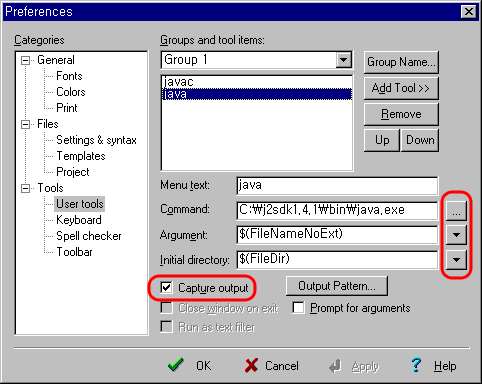 Preferences
Categories
General
Fonts
Colors
Print
Files
Settings & syntax
Templates
Project
Tools
User tools
Keyboard
Spell checker
Toolbar
Groups and tool items:
Group 1
Group Name...
javac
java
Add Tool >>
Remove
Up
Down
Menu text:
java
Command:
C:₩j2sdk1,4,1₩bin₩java,exe
...
Argument:
$(FileNameNoExt)
Initial directory:
$(FileDir)
Capture output
Output Pattern...
Close window on exit
Prompt for arguments
Run as text filter
OK
Cancel
Apply
? Help